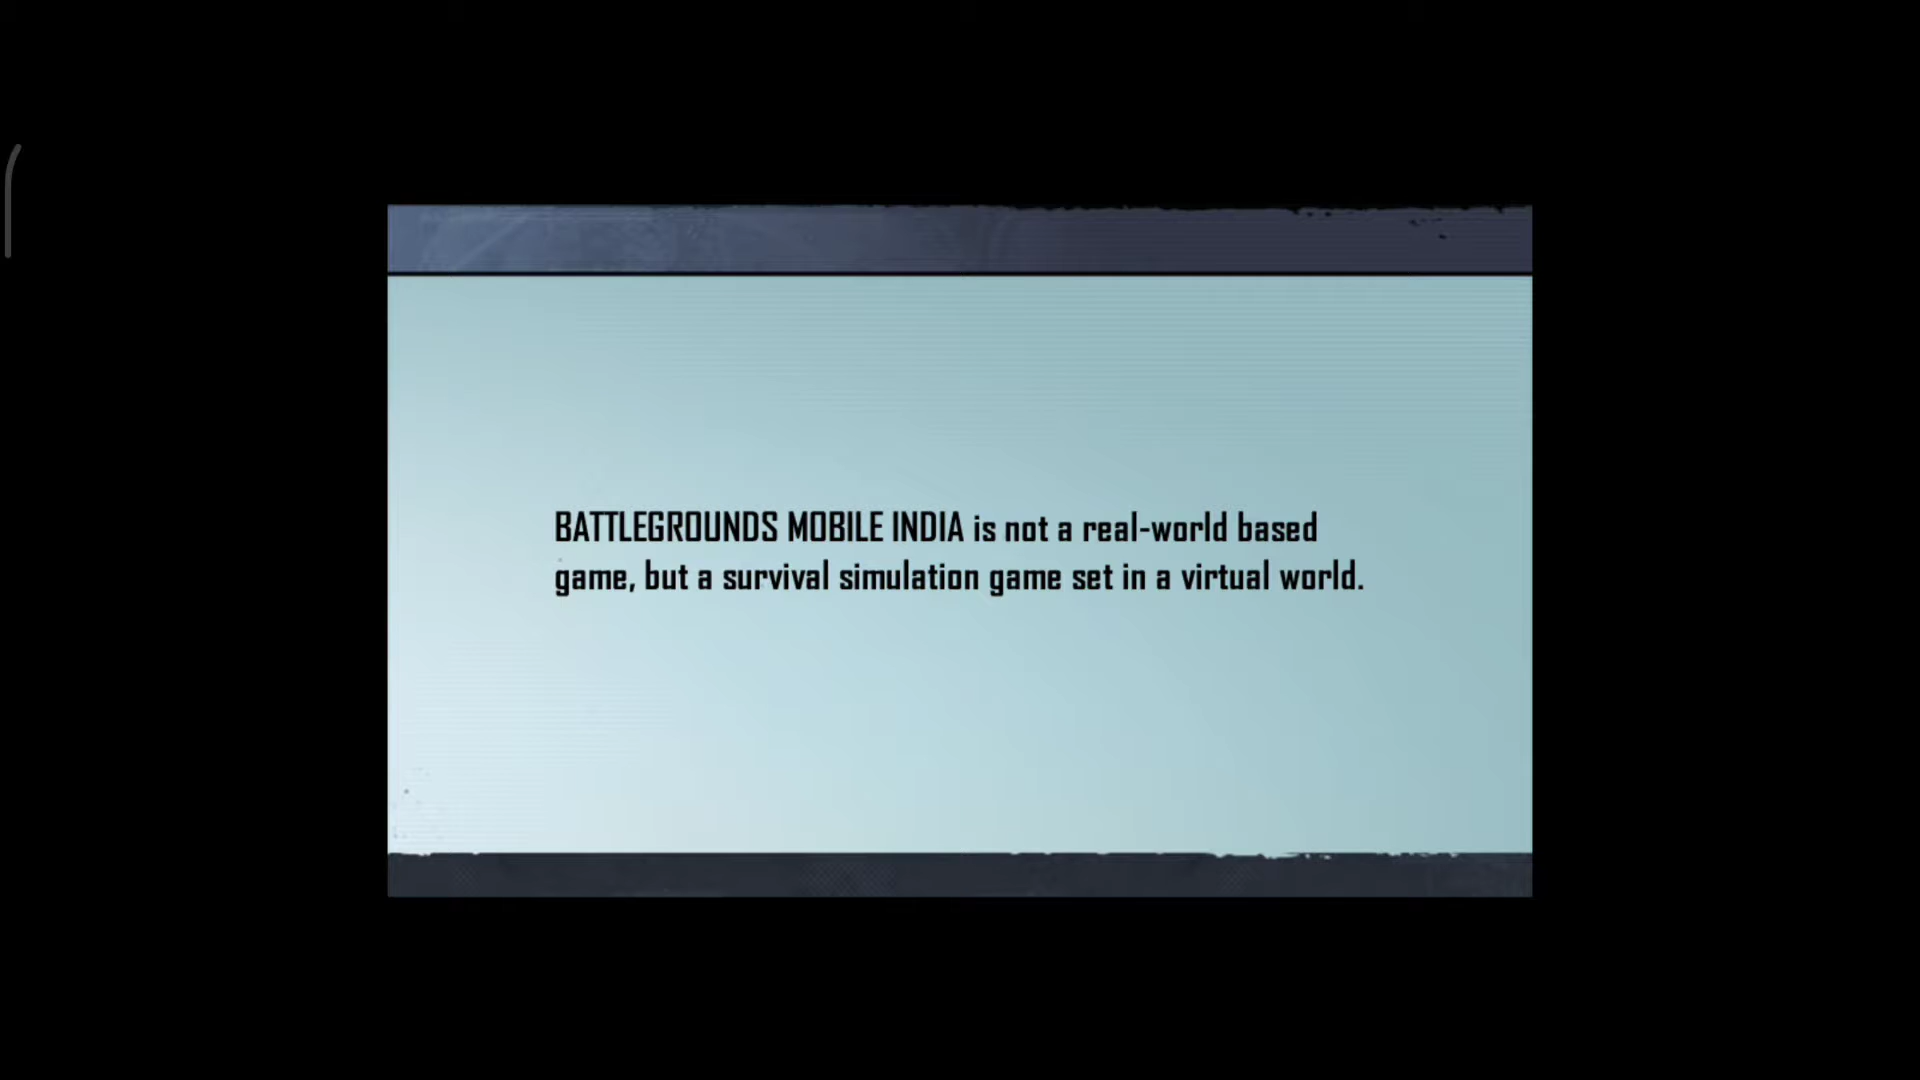 BATTLEGROUNDS MOBILE INDIA is not a real-world based
game, but a survival simulation game set in a virtual world.